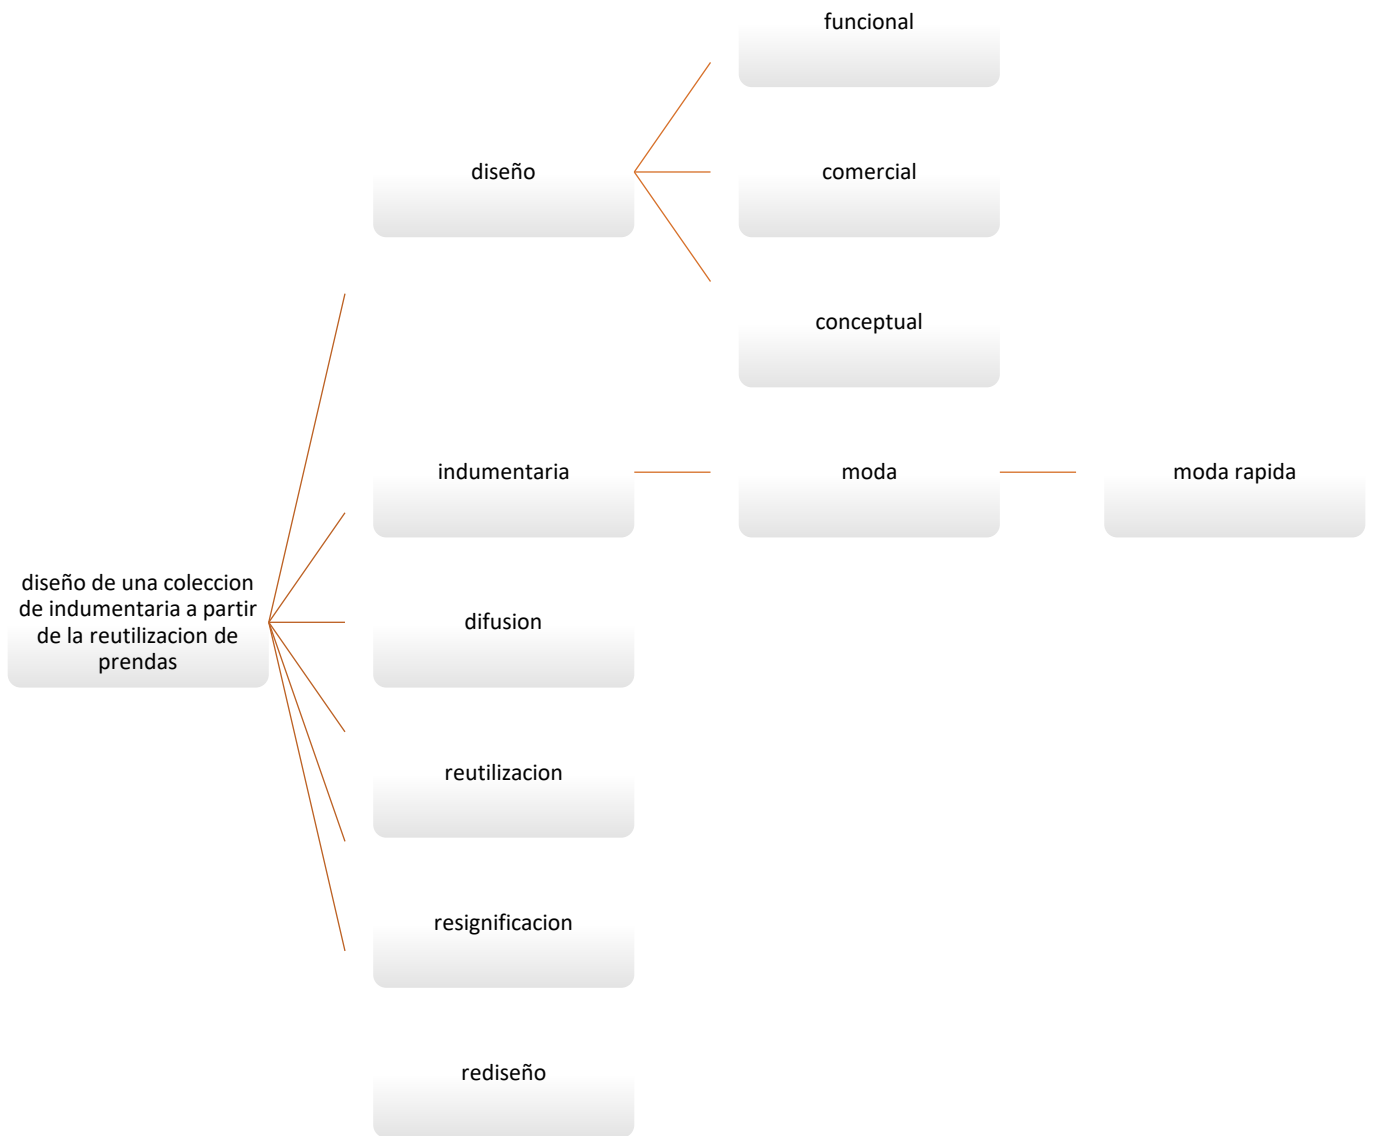 funcional
diseño
comercial
conceptual
indumentaria
moda
moda rapida
diseño de una coleccion
de indumentaria a partir
de la reutilizacion de
prendas
difusion
reutilizacion
resignificacion
rediseño